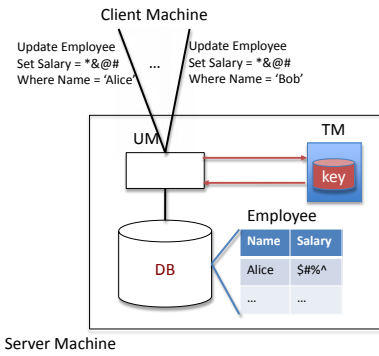 Client Machine
Update Employee
Set Salary = *&@#
Where Name = ‘Alice’
...
Update Employee
Set Salary = *&@#
Where Name = ‘Bob’
UM
TM
key
DB
Employee
Name Salary
Alice $#%^
... ...
Server Machine